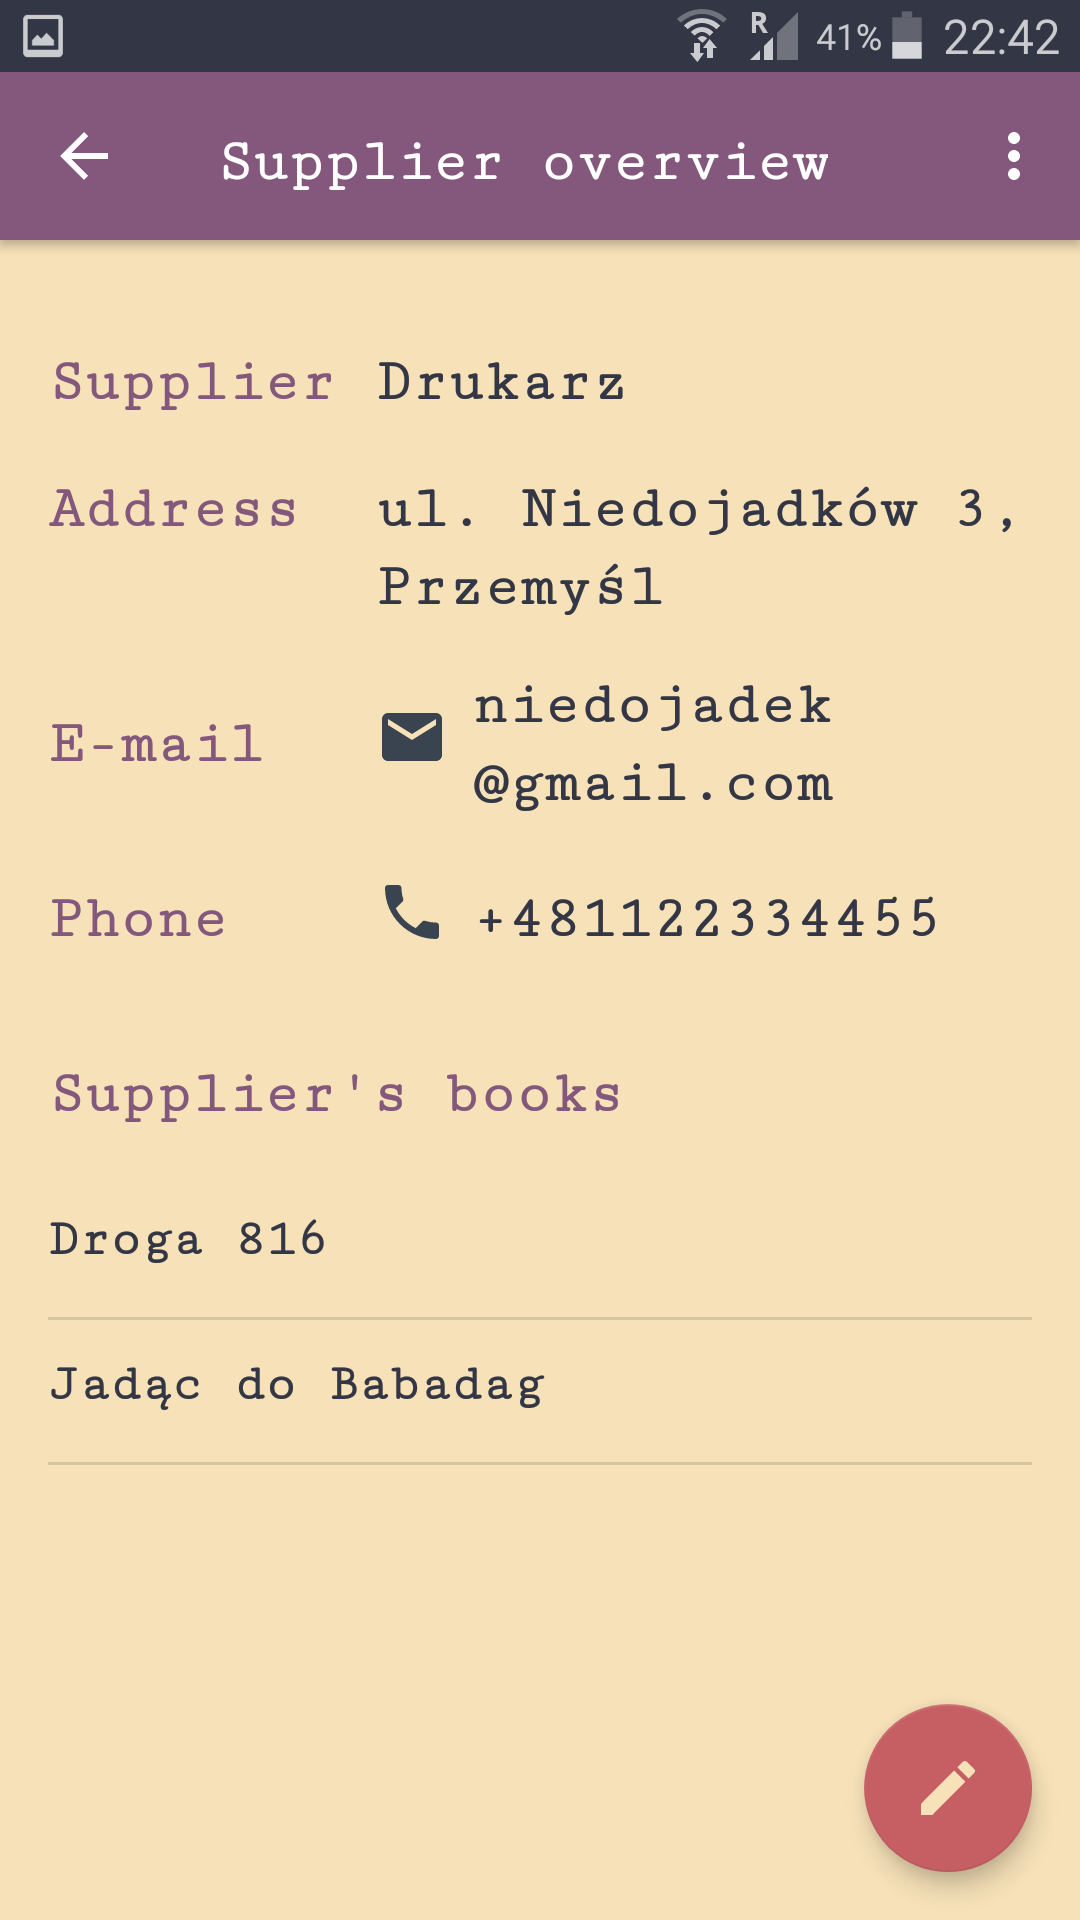 R 41% 22:42
Supplier overview
Supplier Drukarz
Address ul. Niedojadków 3,
Przemyśl
E-mail niedojadek
@gmail.com
Phone +481122334455
Supplier's books
Droga 816
Jadąc do Babadag